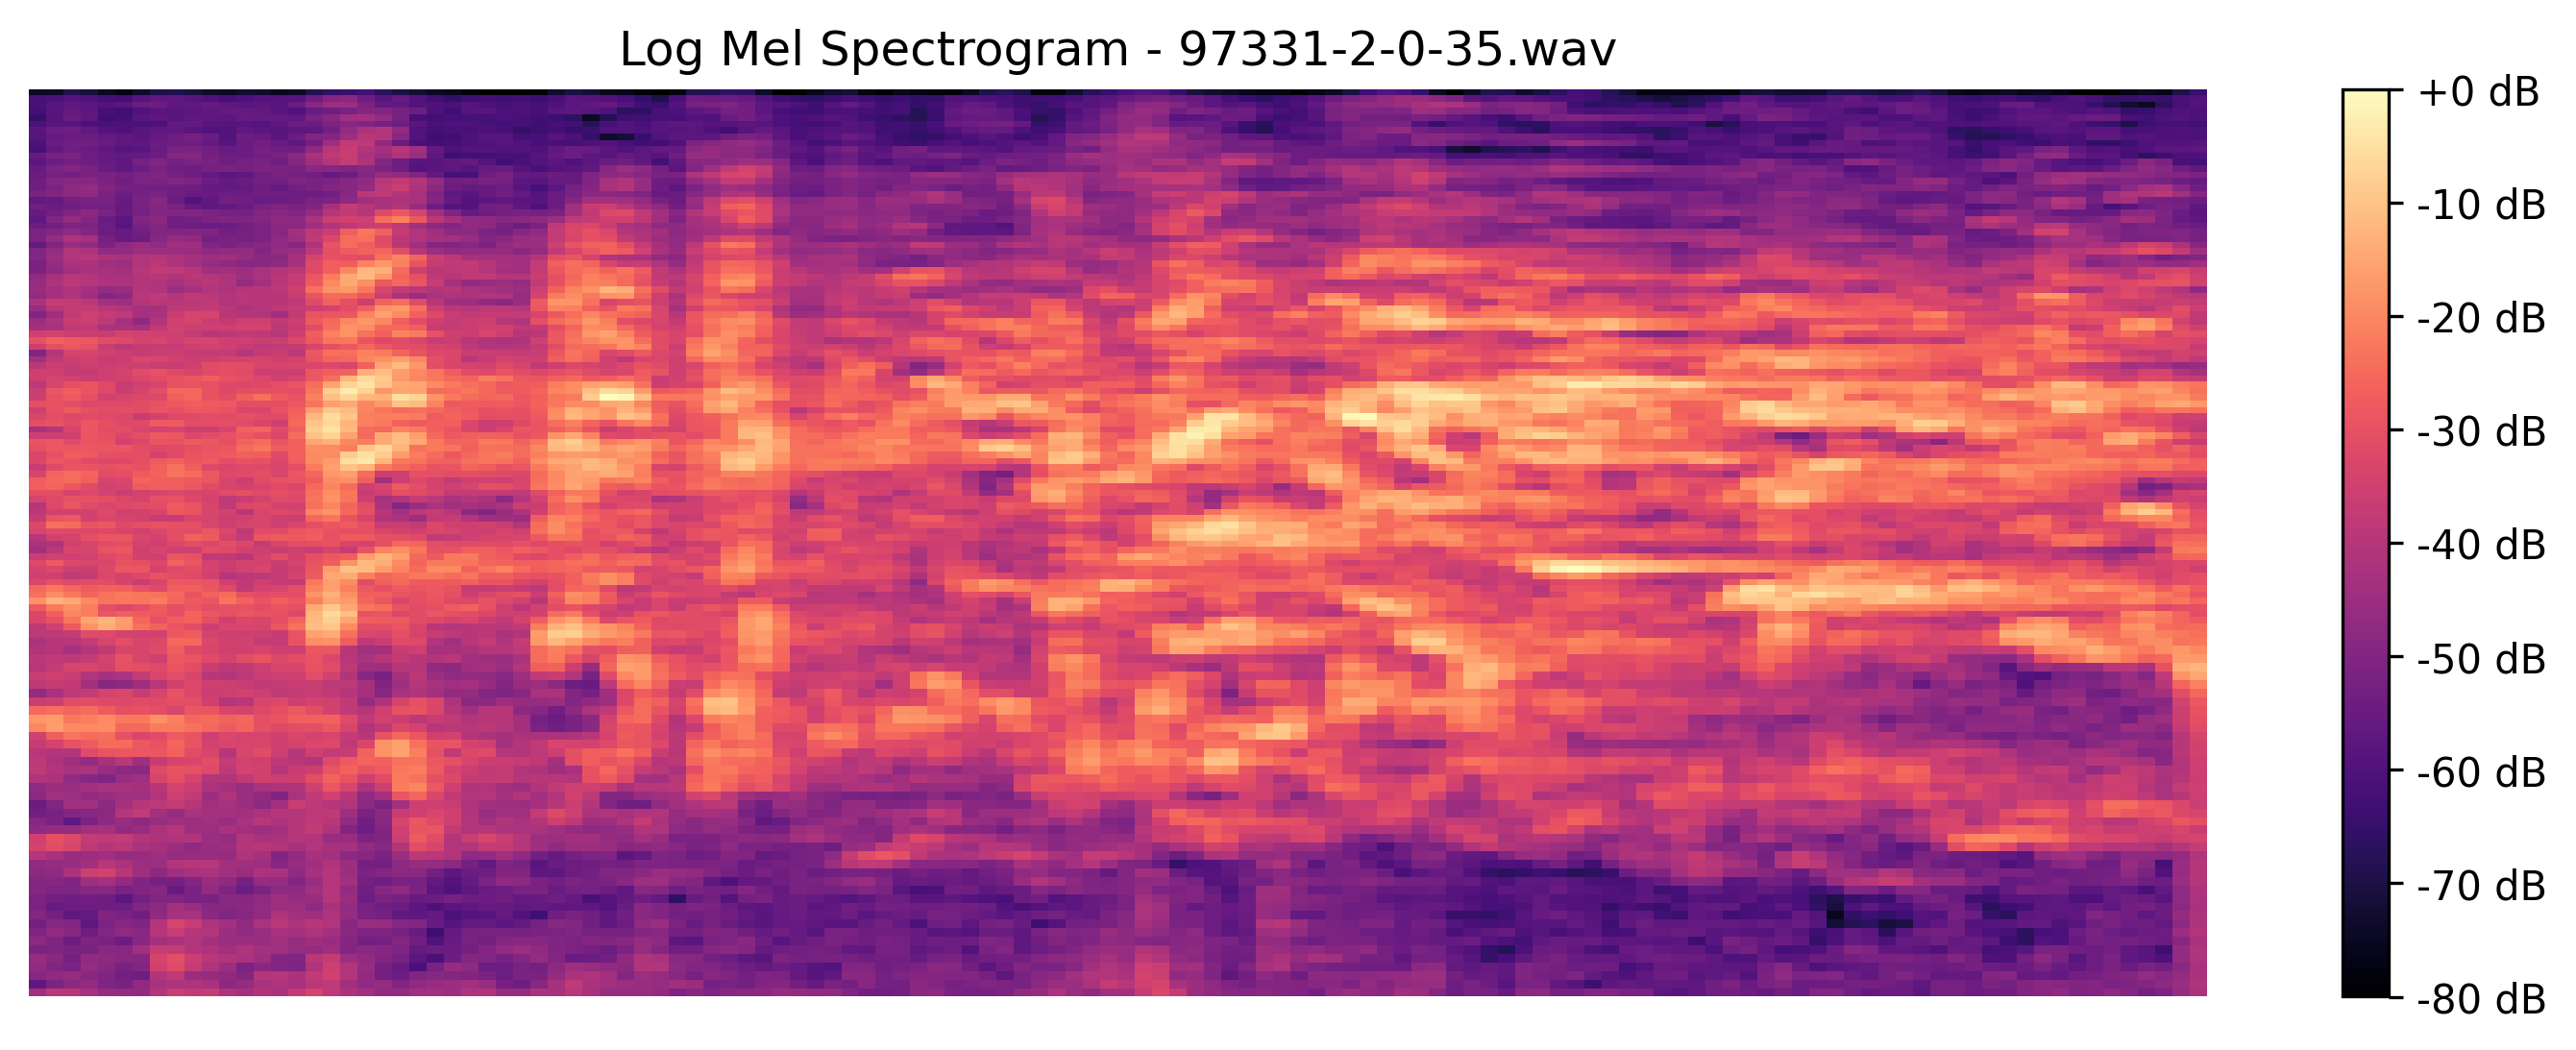 Log Mel Spectrogram - 97331-2-0-35.wav
+0 dB
-10 dB
-20 dB
-30 dB
-40 dB
-50 dB
-60 dB
-70 dB
-80 dB